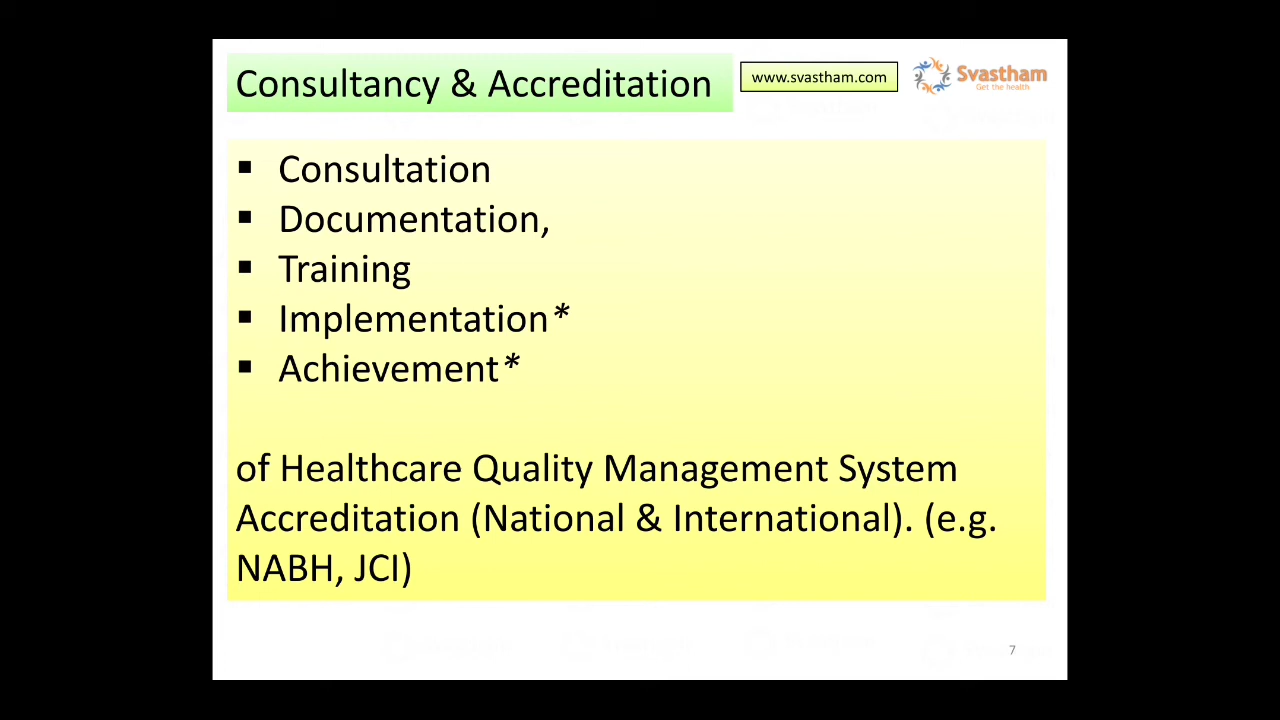 Consultancy & Accreditation
www.svastham.com
Svastham
Get the health
▪ Consultation
▪ Documentation,
▪ Training
▪ Implementation*
▪ Achievement*
of Healthcare Quality Management System
Accreditation (National & International). (e.g.
NABH, JCI)
7